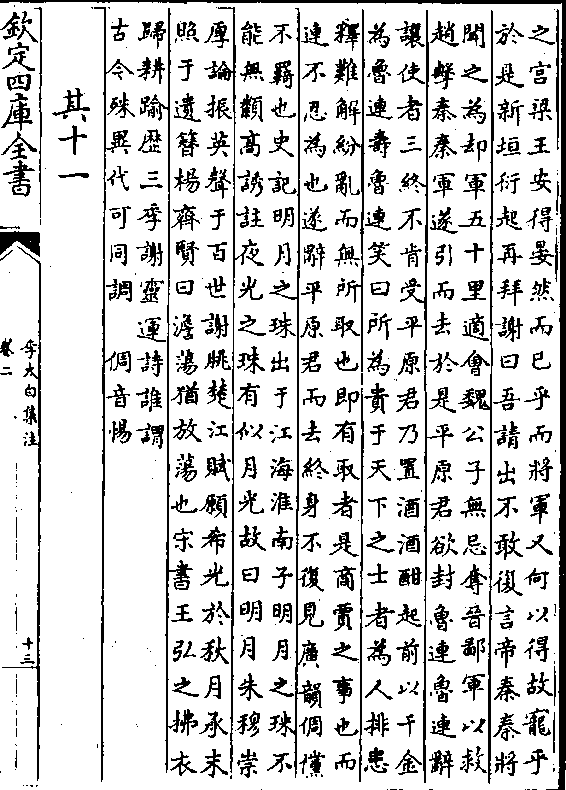 之宫梁王安得晏然而已乎而將軍又何以得故寵乎
於是新垣衍起再拜謝曰吾請出不敢復言帝秦秦將
聞之為却軍五十里適會魏公子無忌奪晉鄙軍以救
趙擊秦秦軍遂引而去於是平原君欲封魯連魯連辭
讓使者三終不肯受平原君乃置酒酒酣起前以千金
為魯連壽魯連笑曰所為貴于天下之士者為人排患
釋難解紛亂而無所取也即有取者是商賈之事也而
連不忍為也遂辭平原君而去終身不復見廣韻倜儻
不羈也史記明月之珠出于江海淮南子明月之珠不
能無纇高誘註夜光之珠有似月光故曰明月朱穆崇
厚論振英聲于百世謝朓楚江賦願希光於秋月承末
照于遺簪楊齊賢曰澹蕩猶放蕩也宋書王弘之拂衣
歸耕踰歴三季謝靈運詩誰謂
古今殊異代可同調 倜音惕
其十一
欽定四庫全書
李太白集注
卷二
十三